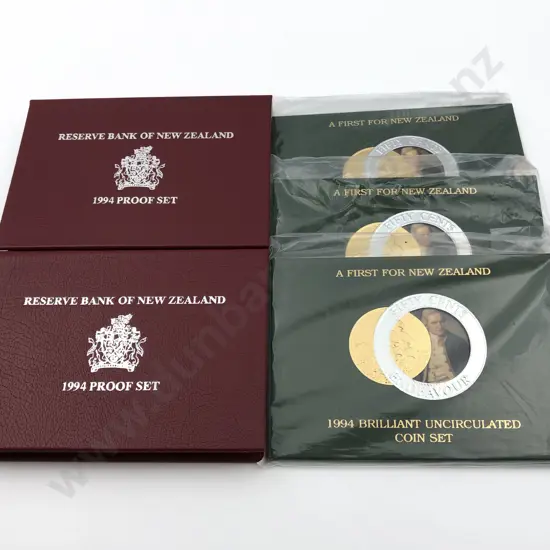 RESERVE BANK OF NEW ZEALAND
1994 PROOF SET
RESERVE BANK OF NEW ZEALAND
1994 PROOF SET
A FIRST FOR NEW ZEALAND
A FIRST FOR NEW ZEALAND
FIFTY CENTS
A FIRST FOR NEW ZEALAND
FIFTY CENTS
ENDEAVOUR
1994 BRILLIANT UNCIRCULATED
COIN SET